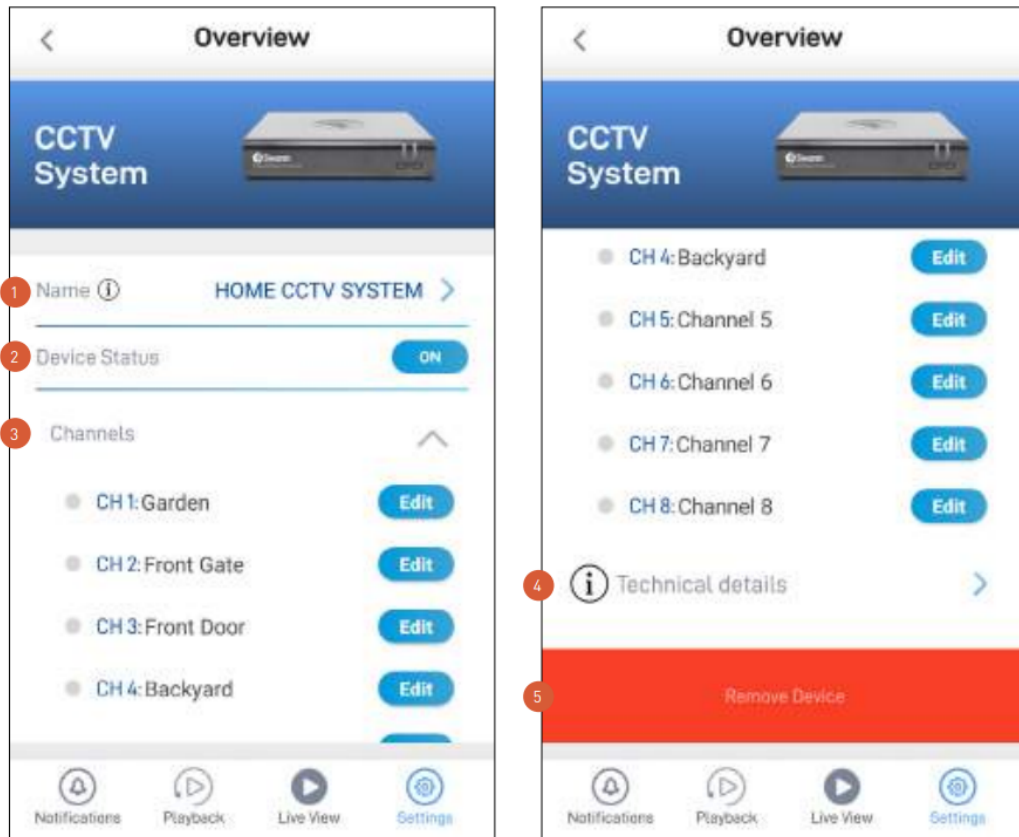 Overview
CCTV
System
Swann
1 Name i HOME CCTV SYSTEM
2 Device Status ON
3 Channels
CH 1: Garden Edit
CH 2: Front Gate Edit
CH 3: Front Door Edit
CH 4: Backyard Edit
Notifications Playback Live View Settings
Overview
CCTV
System
Swann
CH 4: Backyard Edit
CH 5: Channel 5 Edit
CH 6: Channel 6 Edit
CH 7: Channel 7 Edit
CH 8: Channel 8 Edit
4 i Technical details
5 Remove Device
Notifications Playback Live View Settings